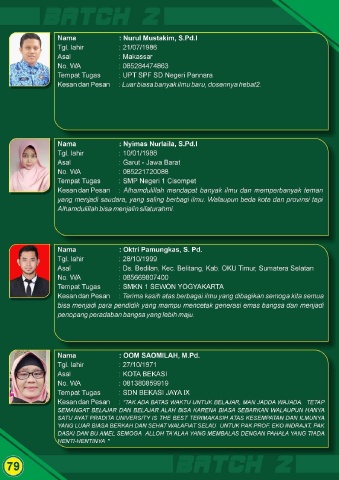 BATCH 2
Nama : Nurul Mustakim, S.Pd.I
Tgl. lahir : 21/07/1986
Asal : Makassar
No. WA : 085284474863
Tempat Tugas : UPT SPF SD Negeri Pannara
Kesan dan Pesan : Luar biasa banyak ilmu baru, dosennya hebat2.
Nama : Nyimas Nurlaila, S.Pd.I
Tgl. lahir : 10/01/1988
Asal : Garut - Jawa Barat
No. WA : 085221720088
Tempat Tugas : SMP Negeri 1 Cisompet
Kesan dan Pesan : Alhamdulillah mendapat banyak ilmu dan memperbanyak teman
yang menjadi saudara, yang saling berbagi ilmu. Walaupun beda kota dan provinsi tapi
Alhamdulillah bisa menjalin silaturahmi.
Nama : Oktri Pamungkas, S. Pd.
Tgl. lahir : 28/10/1999
Asal : Ds. Bedilan, Kec. Belitang, Kab. OKU Timur, Sumatera Selatan
No. WA : 085669807400
Tempat Tugas : SMKN 1 SEWON YOGYAKARTA
Kesan dan Pesan : Terima kasih atas berbagai ilmu yang dibagikan semoga kita semua
bisa menjadi para pendidik yang mampu mencetak generasi emas bangsa dan menjadi
penopang peradaban bangsa yang lebih maju
Nama : OOM SAOMILAH, M.Pd.
Tgl. lahir : 27/10/1971
Asal : KOTA BEKASI
No. WA : 081380859919
Tempat Tugas : SDN BEKASI JAYA IX
Kesan dan Pesan : "TAK ADA BATAS WAKTU UNTUK BELAJAR, MAN JADDA WAJADA. TETAP
SEMANGAT BELAJAR DAN BELAJAR ALAH BISA KARENA BIASA SEBARKAN WALAUPUN HANYA
SATU AYAT PRADITA UNIVERSITY IS THE BEST TERIMAKASIH ATAS KESEMPATAN DAN ILMUNYA
YANG LUAR BIASA BERKAH DAN SEHAT WALAFIAT SELALU UNTUK PAK PROF. EKO INDRAJIT, PAK
DASKI DAN BU AMEL SEMOGA ALLOH TA'ALAA YANG MEMBALAS DENGAN PAHALA YANG TIADA
HENTI-HENTINYA "
79
BATCH 2